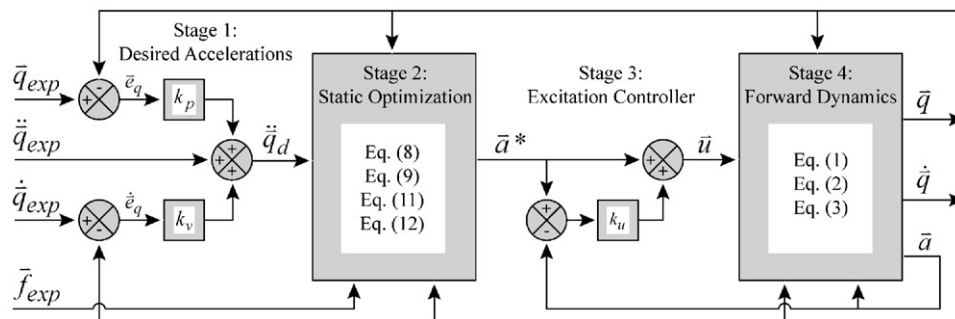 Stage 1:
Desired Accelerations
q̄exp
-
+
ēq
kp
q̄̈exp
+
+
+
q̄̈d
q̄̇exp
+
-
ē̇q
kv
f̄exp
Stage 2:
Static Optimization
Eq. (8)
Eq. (9)
Eq. (11)
Eq. (12)
ā*
Stage 3:
Excitation Controller
+
+
ū
+
-
ku
Stage 4:
Forward Dynamics
Eq. (1)
Eq. (2)
Eq. (3)
q̄
q̄̇
ā